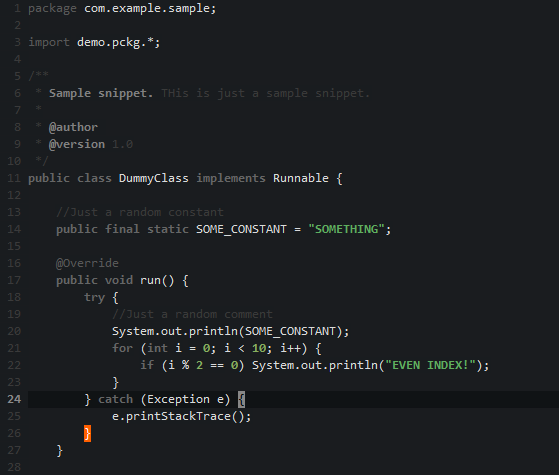 1 package com.example.sample;
2
3 import demo.pckg.*;
4
5 /**
6  * Sample snippet. THis is just a sample snippet.
7  *
8  * @author
9  * @version 1.0
10  */
11 public class DummyClass implements Runnable {
12
13     //Just a random constant
14     public final static SOME_CONSTANT = "SOMETHING";
15
16     @Override
17     public void run() {
18         try {
19             //Just a random comment
20             System.out.println(SOME_CONSTANT);
21             for (int i = 0; i < 10; i++) {
22                 if (i % 2 == 0) System.out.println("EVEN INDEX!");
23             }
24         } catch (Exception e) {
25             e.printStackTrace();
26         }
27     }
28